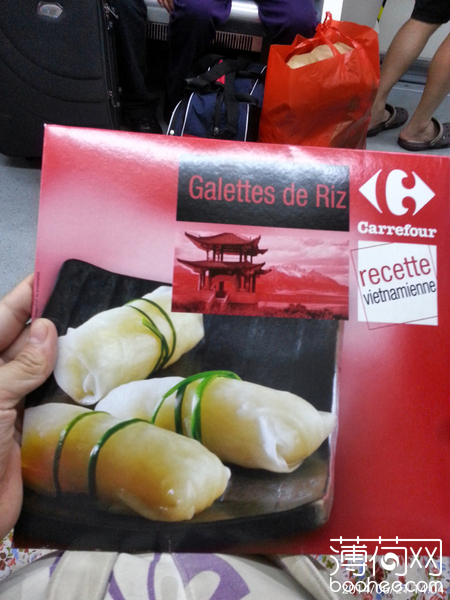 Galettes de Riz
Carrefour
recette
vietnamienne
薄荷网
boohee.com